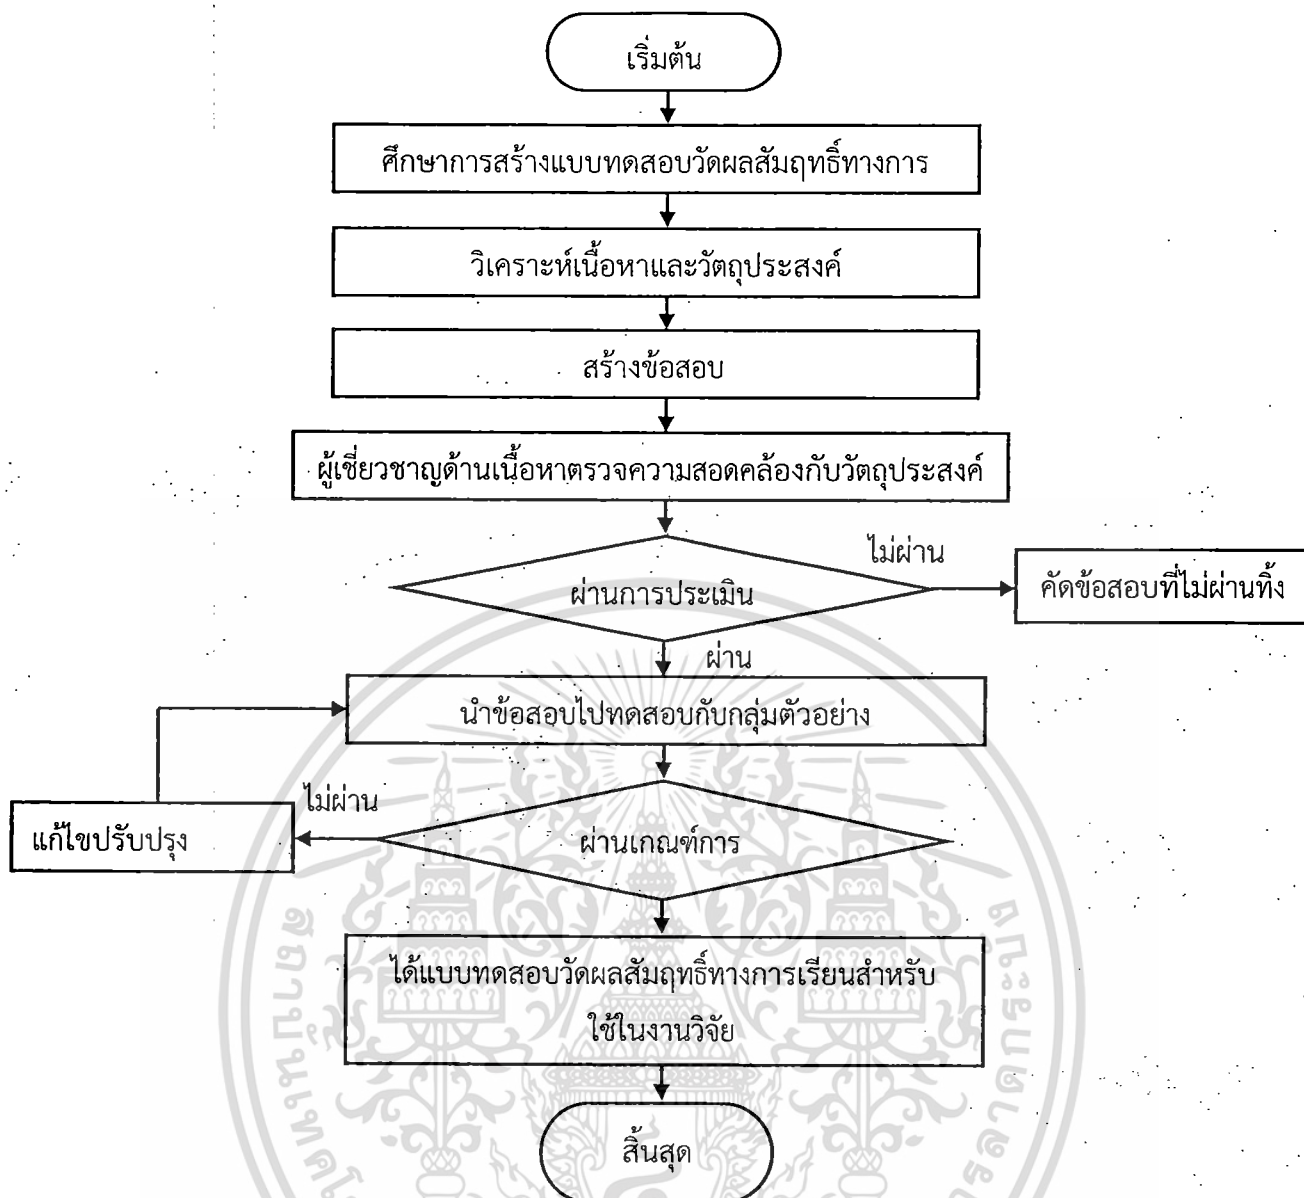 เริ่มต้น
ศึกษาการสร้างแบบทดสอบวัดผลสัมฤทธิ์ทางการ
วิเคราะห์เนื้อหาและวัตถุประสงค์
สร้างข้อสอบ
ผู้เชี่ยวชาญด้านเนื้อหาตรวจความสอดคล้องกับวัตถุประสงค์
ไม่ผ่าน
ผ่านการประเมิน
คัดข้อสอบที่ไม่ผ่านทิ้ง
ผ่าน
นำข้อสอบไปทดสอบกับกลุ่มตัวอย่าง
ไม่ผ่าน
แก้ไขปรับปรุง
ผ่านเกณฑ์การ
ได้แบบทดสอบวัดผลสัมฤทธิ์ทางการเรียนสำหรับ
ใช้ในงานวิจัย
สิ้นสุด